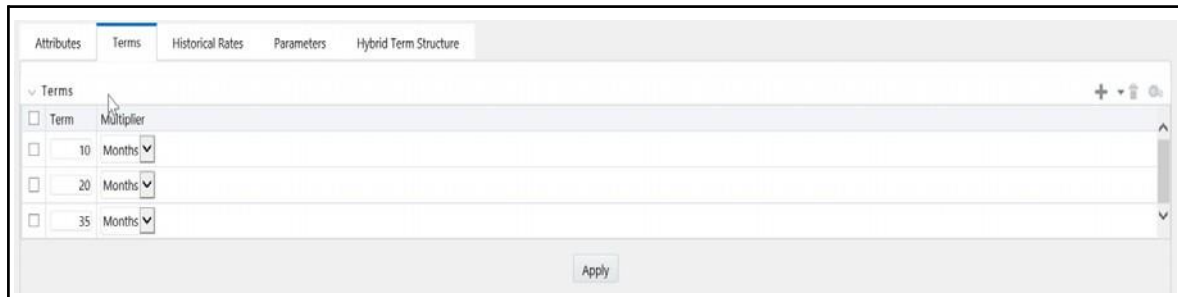 Attributes Terms Historical Rates Parameters Hybrid Term Structure
Terms
Term Multiplier
10 Months
20 Months
35 Months
Apply